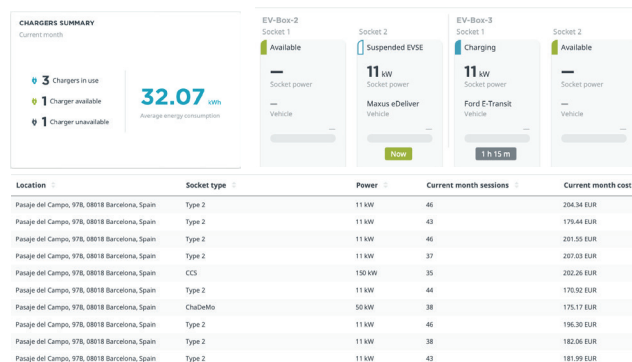 CHARGERS SUMMARY
Current month
3 Chargers in use
1 Charger available
1 Charger unavailable
32.07 kWh
Average energy consumption
EV-Box-2
Socket 1
Available
—
Socket power
—
Vehicle
—
Socket 2
Suspended EVSE
11 kW
Socket power
Maxus eDeliver
Vehicle
—
Now
EV-Box-3
Socket 1
Charging
11 kW
Socket power
Ford E-Transit
Vehicle
—
1 h 15 m
Socket 2
Available
—
Socket power
—
Vehicle
—
Location Socket type Power Current month sessions Current month cost
Pasaje del Campo, 97B, 08018 Barcelona, Spain Type 2 11 kW 46 204.34 EUR
Pasaje del Campo, 97B, 08018 Barcelona, Spain Type 2 11 kW 43 179.44 EUR
Pasaje del Campo, 97B, 08018 Barcelona, Spain Type 2 11 kW 46 201.55 EUR
Pasaje del Campo, 97B, 08018 Barcelona, Spain Type 2 11 kW 37 207.03 EUR
Pasaje del Campo, 97B, 08018 Barcelona, Spain CCS 150 kW 35 202.26 EUR
Pasaje del Campo, 97B, 08018 Barcelona, Spain Type 2 11 kW 44 170.92 EUR
Pasaje del Campo, 97B, 08018 Barcelona, Spain ChaDeMo 50 kW 38 175.17 EUR
Pasaje del Campo, 97B, 08018 Barcelona, Spain Type 2 11 kW 46 196.30 EUR
Pasaje del Campo, 97B, 08018 Barcelona, Spain Type 2 11 kW 38 182.06 EUR
Pasaje del Campo, 97B, 08018 Barcelona, Spain Type 2 11 kW 43 181.99 EUR